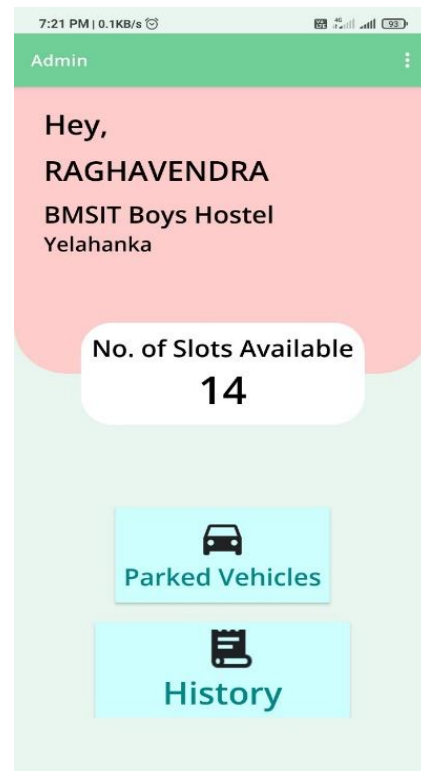 7:21 PM | 0.1KB/s 93
Admin
Hey,
RAGHAVENDRA
BMSIT Boys Hostel
Yelahanka
No. of Slots Available
14
Parked Vehicles
History